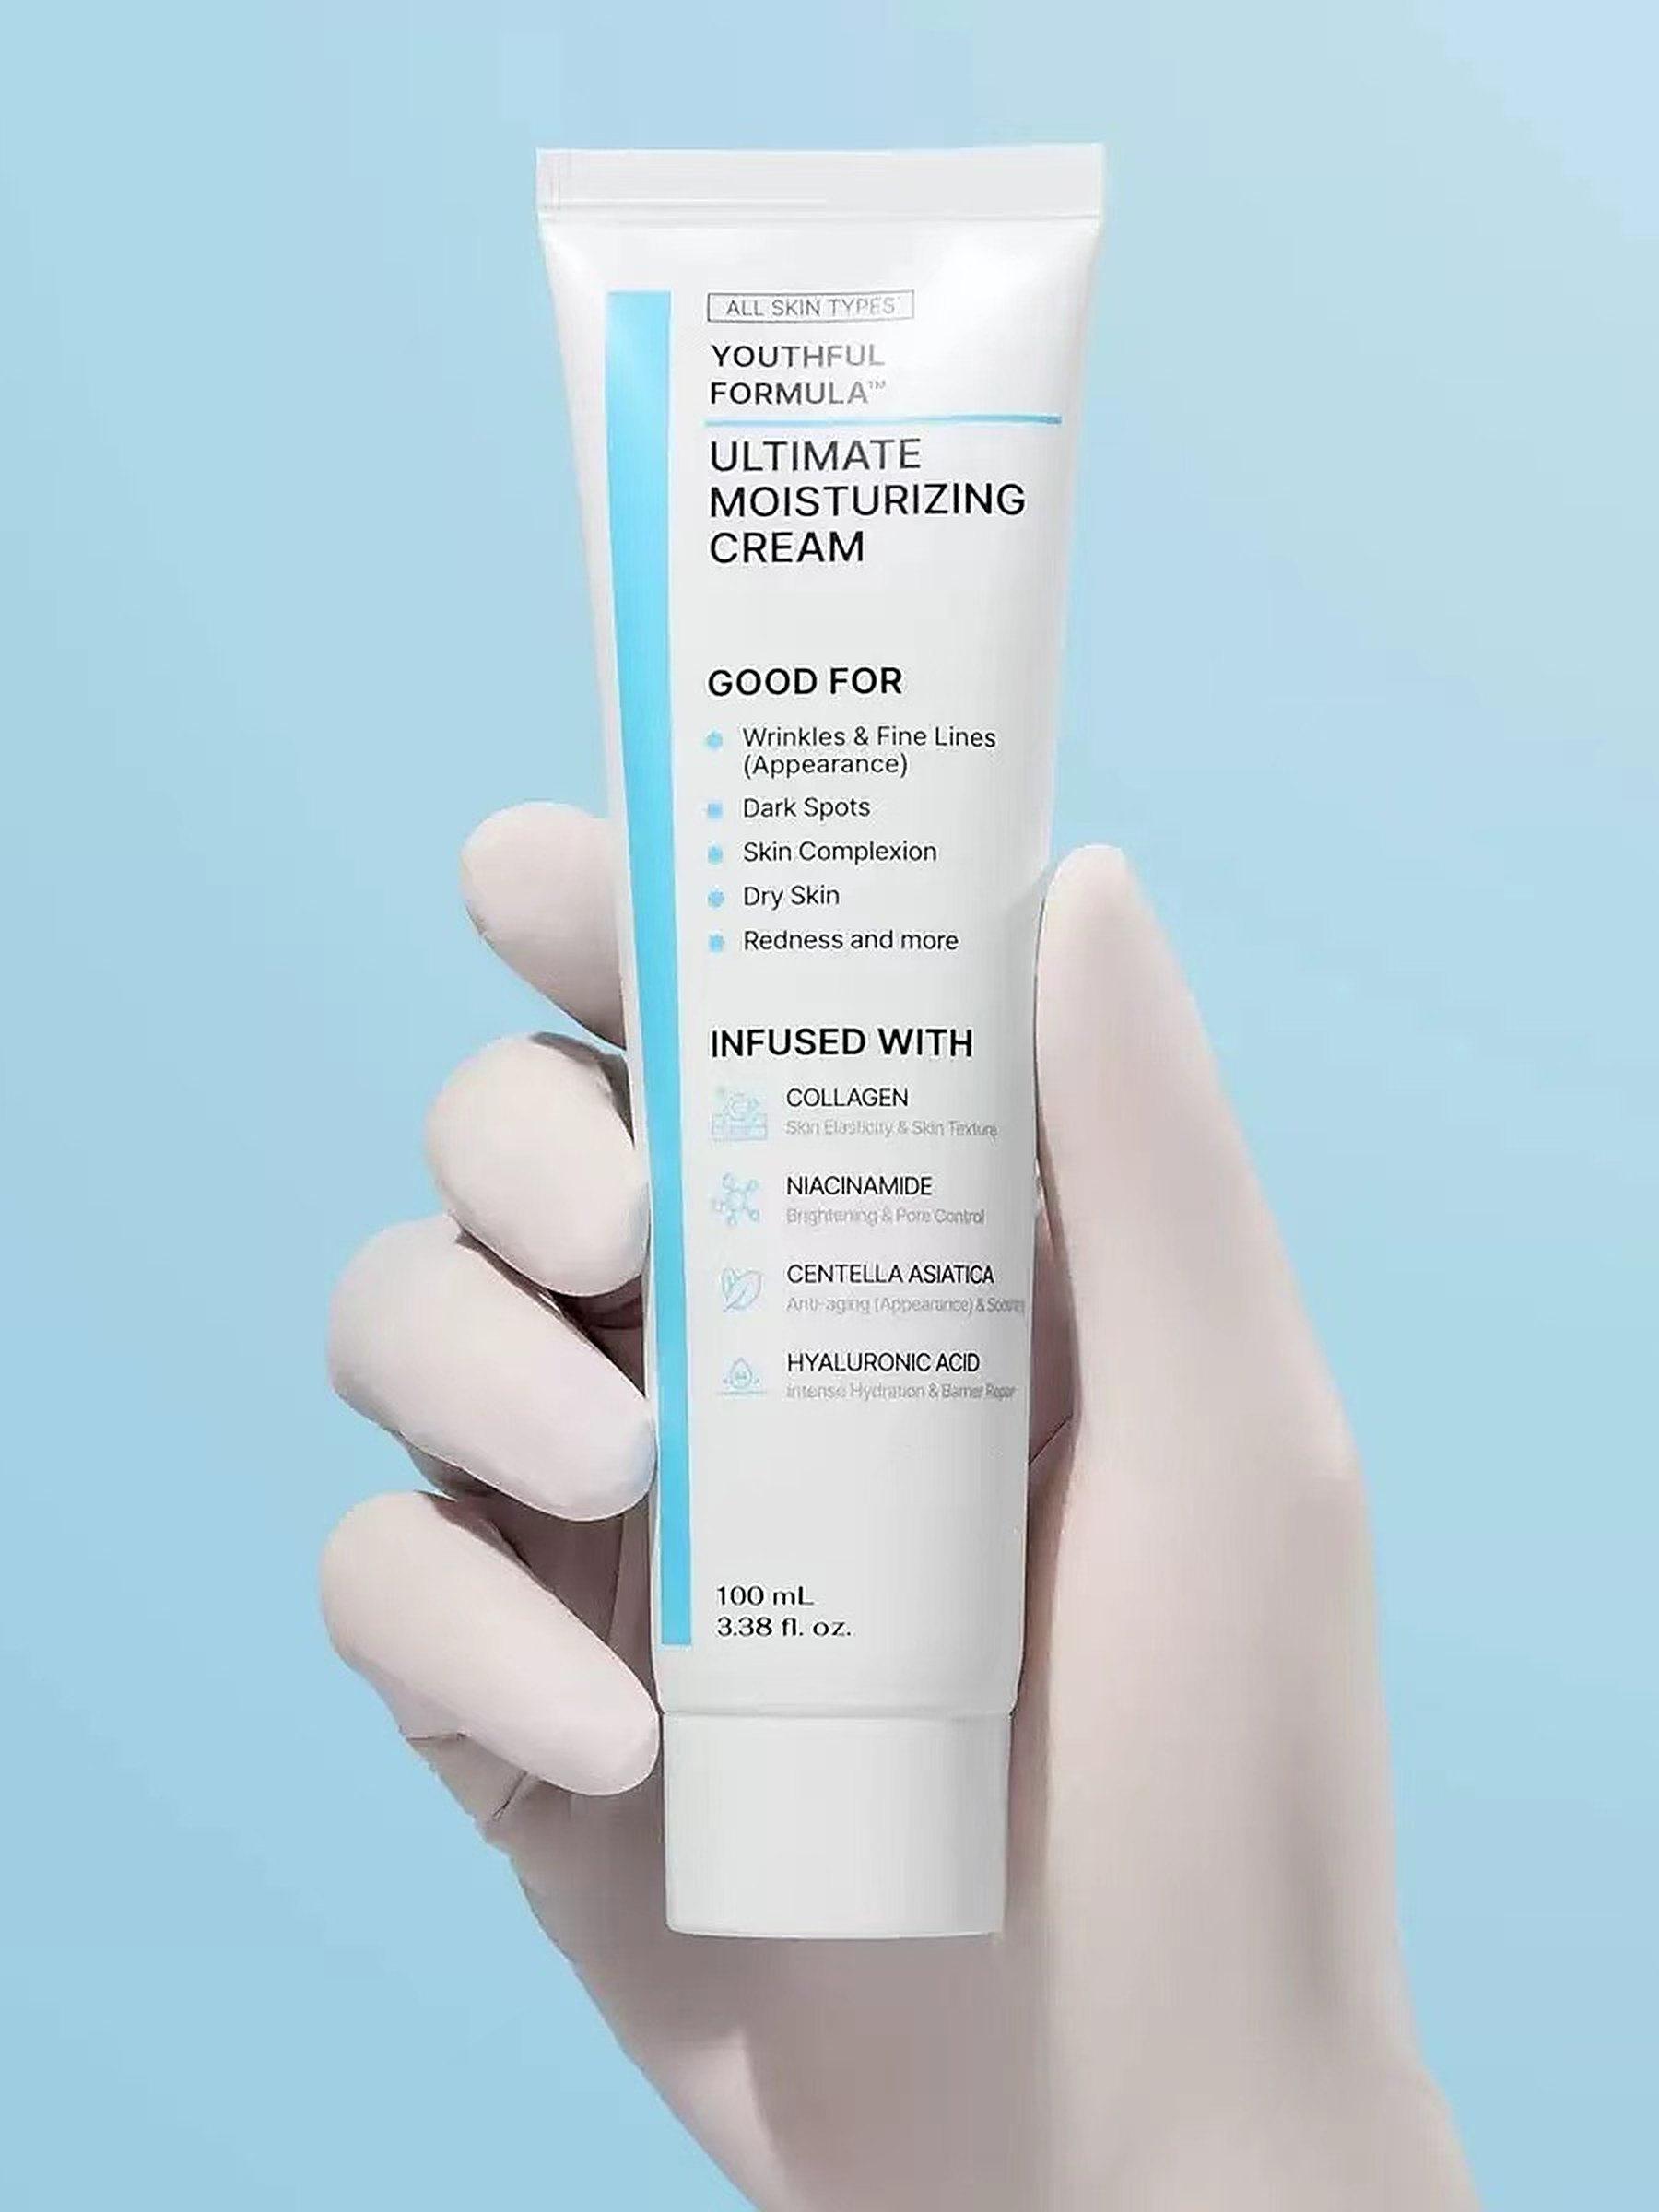 ALL SKIN TYPES
YOUTHFUL
FORMULA™
ULTIMATE
MOISTURIZING
CREAM
GOOD FOR
Wrinkles & Fine Lines
(Appearance)
Dark Spots
Skin Complexion
Dry Skin
Redness and more
INFUSED WITH
COLLAGEN
Skin Elasticity & Skin Texture
NIACINAMIDE
Brightening & Pore Control
CENTELLA ASIATICA
Anti-aging (Appearance) &
HYALURONIC ACID
Intense Hydration & Barrier Repair
100 mL
3.38 fl. oz.